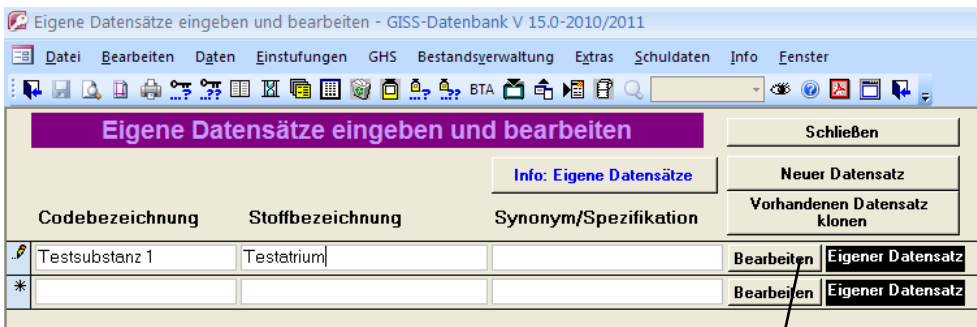 Eigene Datensätze eingeben und bearbeiten - GISS-Datenbank V 15.0-2010/2011
Datei Bearbeiten Daten Einstufungen GHS Bestandsverwaltung Extras Schuldaten Info Fenster
BTA
Eigene Datensätze eingeben und bearbeiten
Schließen
Info: Eigene Datensätze
Neuer Datensatz
Vorhandenen Datensatz
klonen
Codebezeichnung Stoffbezeichnung Synonym/Spezifikation
Testsubstanz 1 Testatrium Bearbeiten Eigener Datensatz
* Bearbeiten Eigener Datensatz